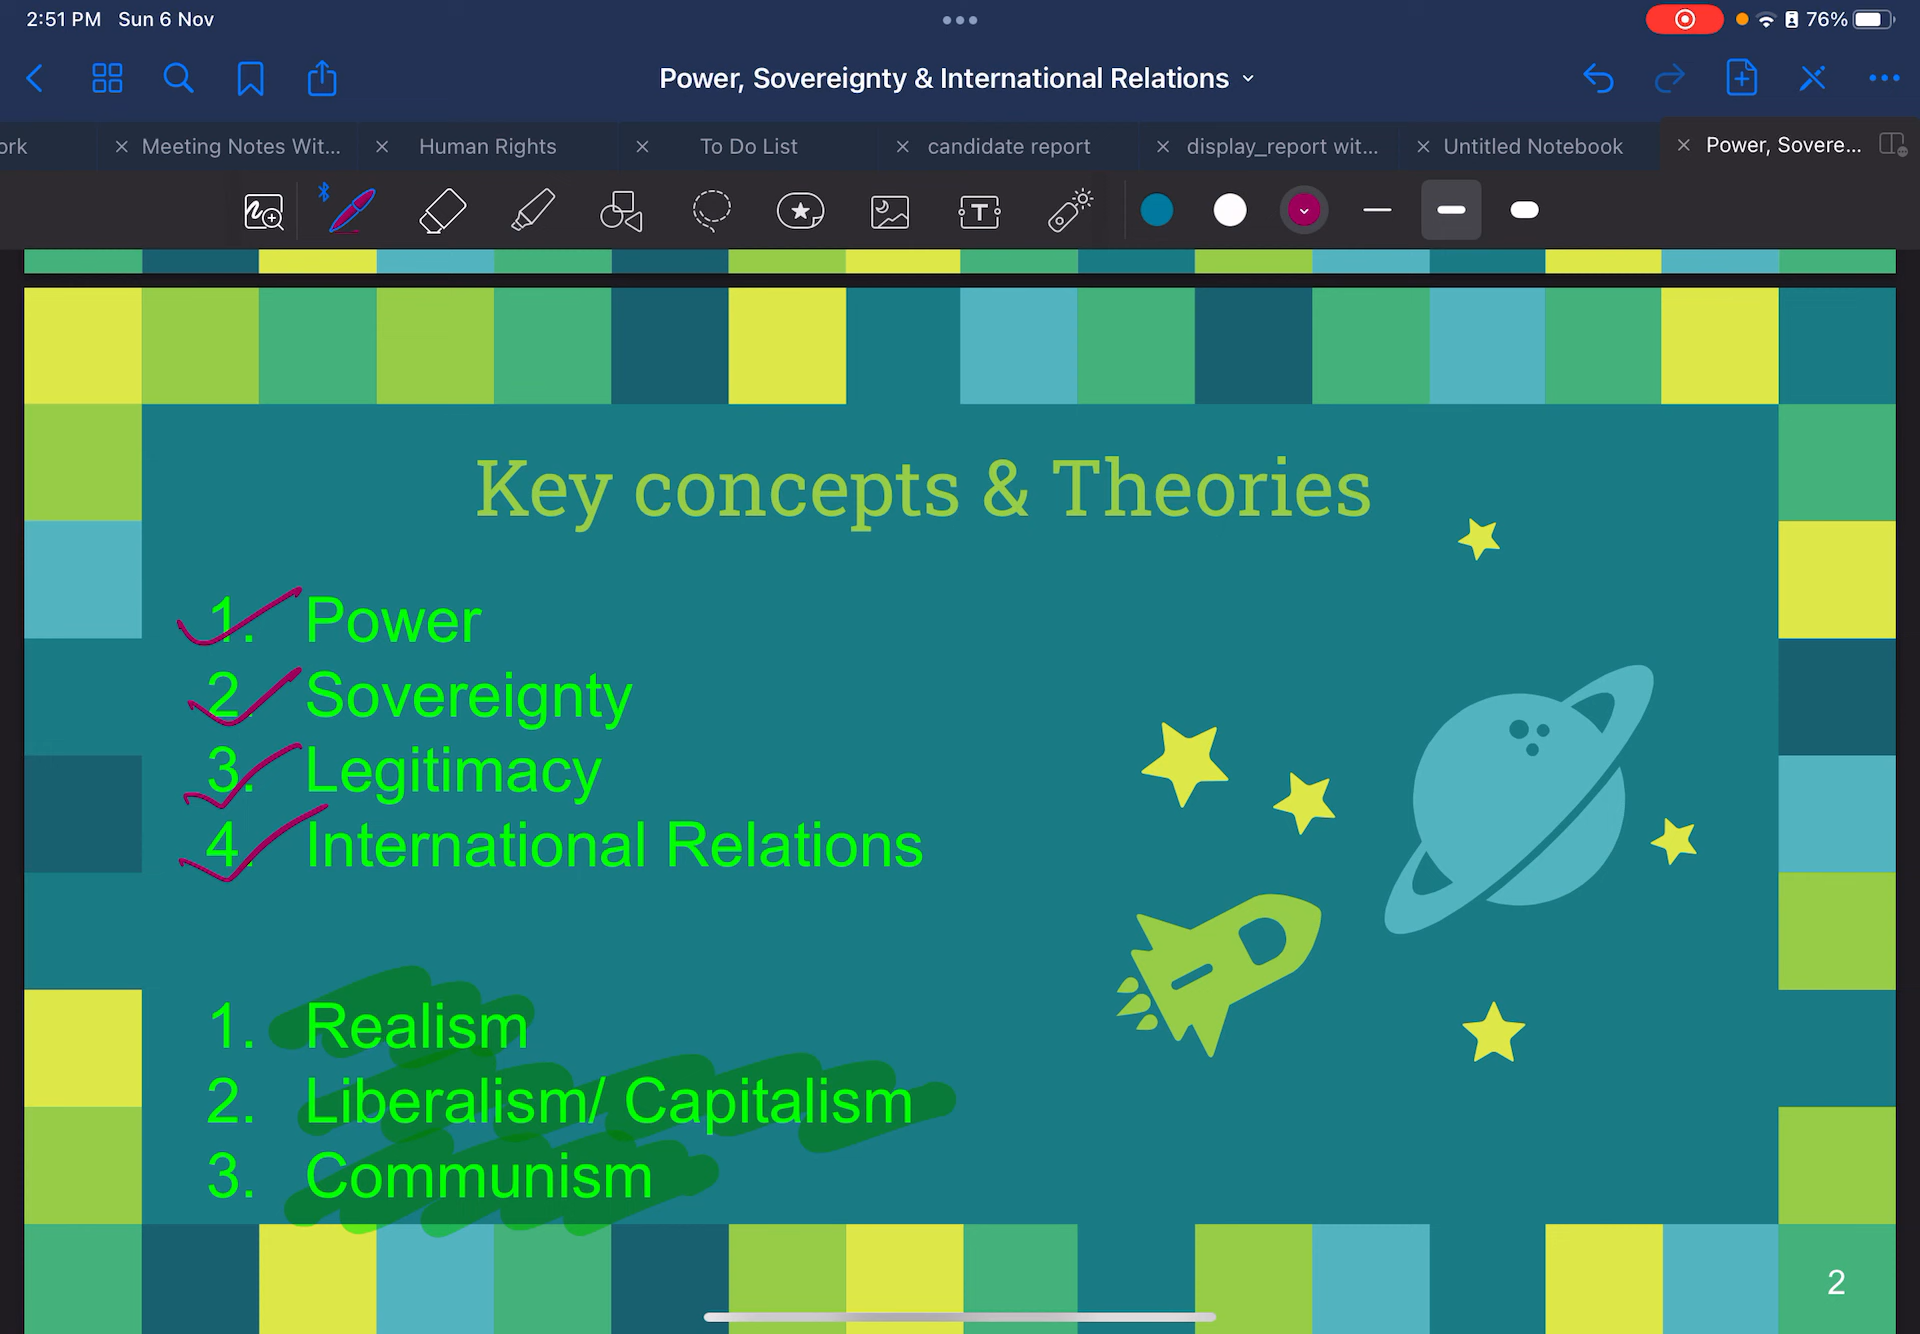 2:51 PM Sun 6 Nov
76%
Power, Sovereignty & International Relations
ork
Meeting Notes Wit...
Human Rights
To Do List
candidate report
display_report wit...
Untitled Notebook
Power, Sovere...
T
Key concepts & Theories
1. Power
2. Sovereignty
3. Legitimacy
4. International Relations
1. Realism
2. Liberalism/ Capitalism
3. Communism
2